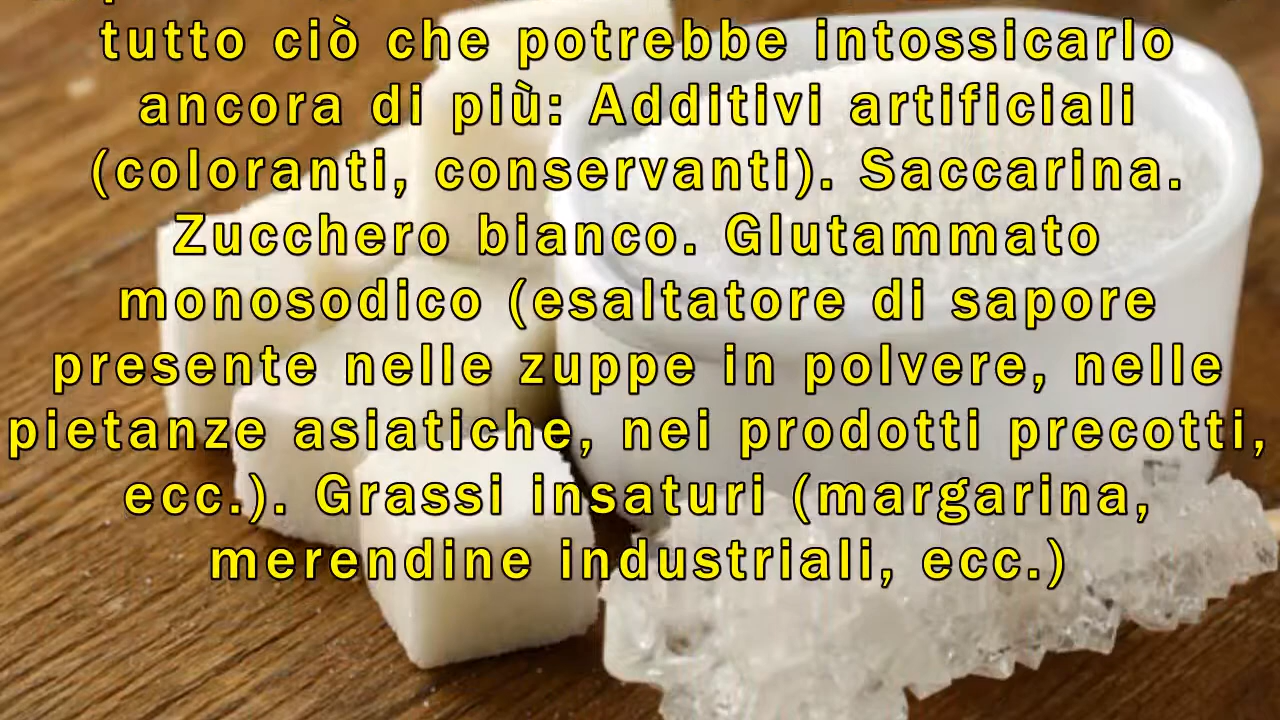 tutto ciò che potrebbe intossicarlo
ancora di più: Additivi artificiali
(coloranti, conservanti). Saccarina.
Zucchero bianco. Glutammato
monosodico (esaltatore di sapore
presente nelle zuppe in polvere, nelle
pietanze asiatiche, nei prodotti precotti,
ecc.). Grassi insaturi (margarina,
merendine industriali, ecc.)